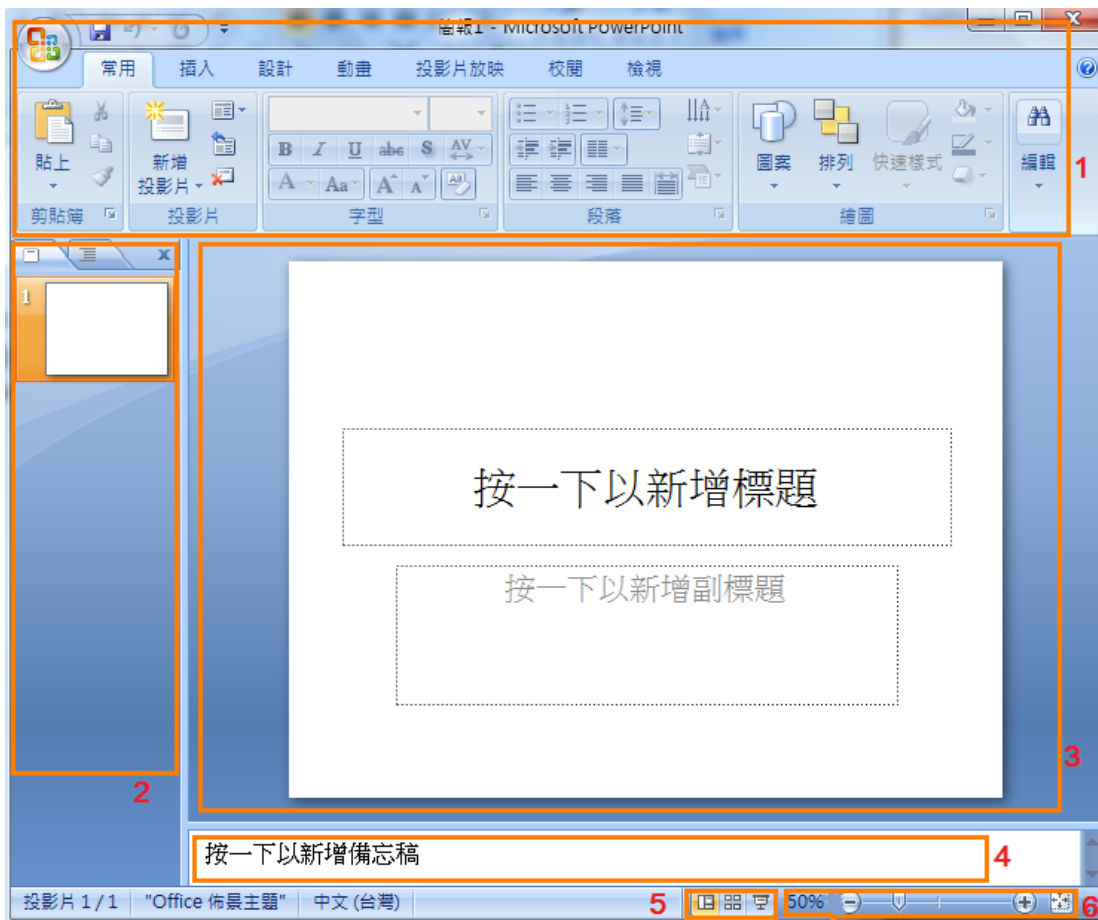 簡報1 - Microsoft PowerPoint
常用 插入 設計 動畫 投影片放映 校閱 檢視
貼上 新增 投影片 圖案 排列 快速樣式 編輯
B I U abc S AV
A Aa A A AB
剪貼簿 投影片 字型 段落 繪圖
1
1
按一下以新增標題
按一下以新增副標題
3
2
按一下以新增備忘稿
4
投影片 1 / 1 "Office 佈景主題" 中文 (台灣) 5 50% 6